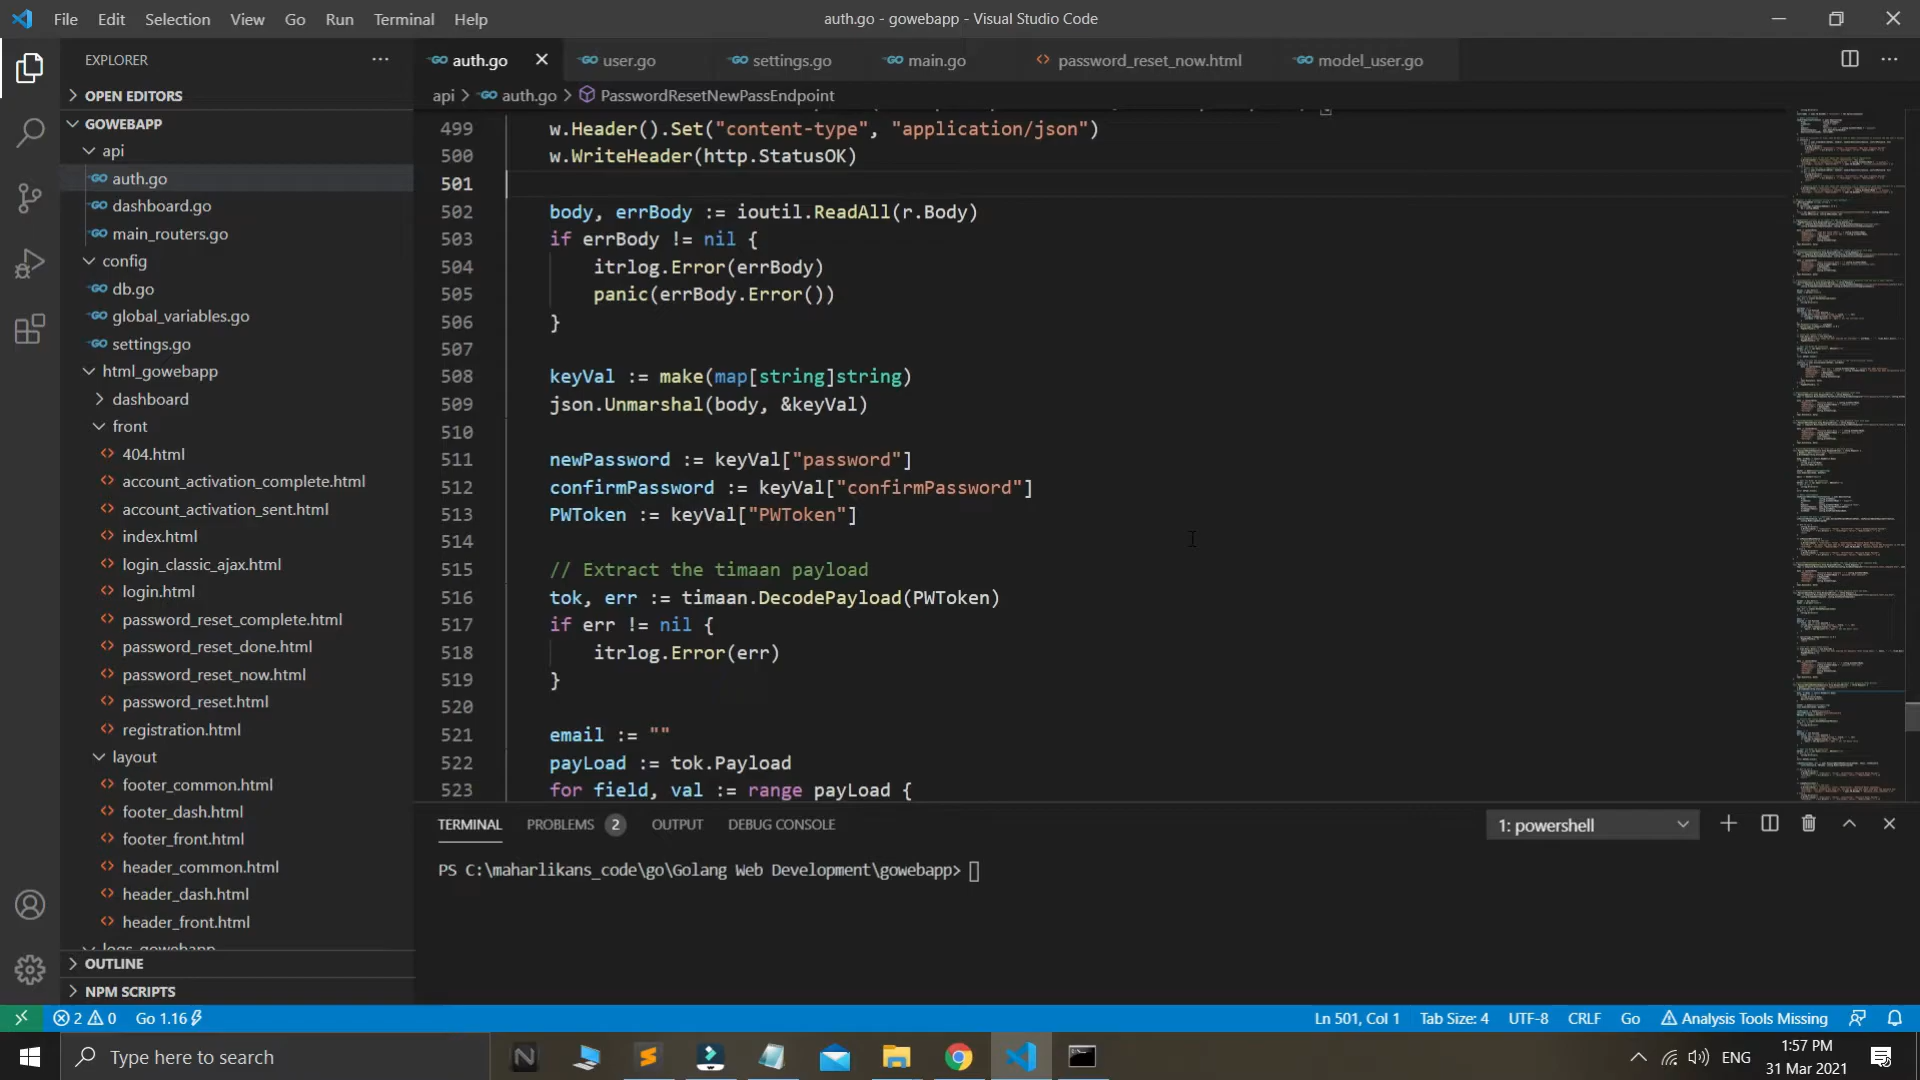 File Edit Selection View Go Run Terminal Help
auth.go - gowebapp - Visual Studio Code
EXPLORER
OPEN EDITORS
GOWEBAPP
api
auth.go
dashboard.go
main_routers.go
config
db.go
global_variables.go
settings.go
html_gowebapp
dashboard
front
404.html
account_activation_complete.html
account_activation_sent.html
index.html
login_classic_ajax.html
login.html
password_reset_complete.html
password_reset_done.html
password_reset_now.html
password_reset.html
registration.html
layout
footer_common.html
footer_dash.html
footer_front.html
header_common.html
header_dash.html
header_front.html
logs_gowebapp
OUTLINE
NPM SCRIPTS
auth.go user.go settings.go main.go password_reset_now.html model_user.go
api > auth.go > PasswordResetNewPassEndpoint
499 w.Header().Set("content-type", "application/json")
500 w.WriteHeader(http.StatusOK)
501
502 body, errBody := ioutil.ReadAll(r.Body)
503 if errBody != nil {
504 itrlog.Error(errBody)
505 panic(errBody.Error())
506 }
507
508 keyVal := make(map[string]string)
509 json.Unmarshal(body, &keyVal)
510
511 newPassword := keyVal["password"]
512 confirmPassword := keyVal["confirmPassword"]
513 PWToken := keyVal["PWToken"]
514
515 // Extract the timaan payload
516 tok, err := timaan.DecodePayload(PWToken)
517 if err != nil {
518 itrlog.Error(err)
519 }
520
521 email := ""
522 payLoad := tok.Payload
523 for field, val := range payLoad {
TERMINAL PROBLEMS 2 OUTPUT DEBUG CONSOLE
1: powershell
PS C:\maharlikans_code\go\Golang Web Development\gowebapp>
2 0 Go 1.16
Ln 501, Col 1 Tab Size: 4 UTF-8 CRLF Go Analysis Tools Missing
Type here to search
ENG
1:57 PM
31 Mar 2021